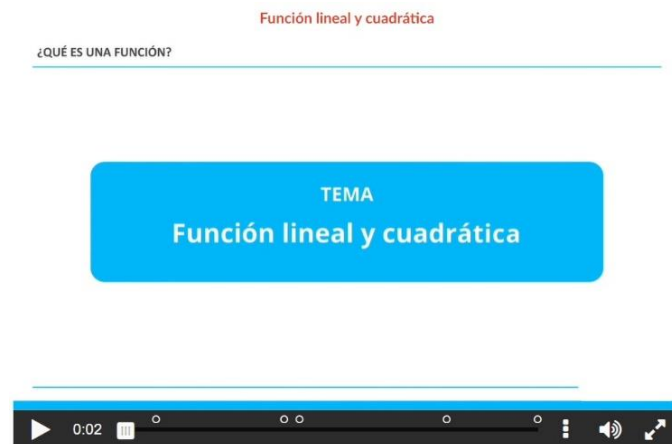 Función lineal y cuadrática
¿QUÉ ES UNA FUNCIÓN?
TEMA
Función lineal y cuadrática
0:02